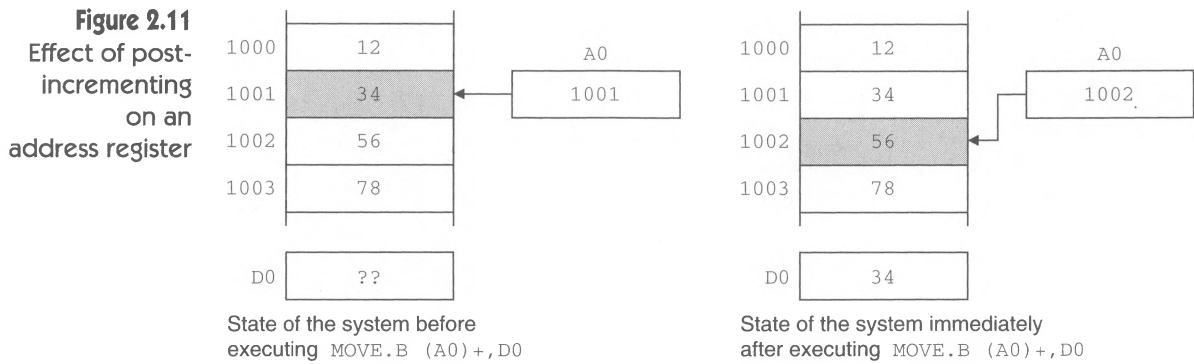 Figure 2.11
Effect of post-
incrementing
on an
address register
1000 12
A0
1001 34
1001
1002 56
1003 78
D0 ??
State of the system before
executing MOVE.B (A0)+,D0
1000 12
A0
1001 34
1002
1002 56
1003 78
D0 34
State of the system immediately
after executing MOVE.B (A0)+,D0